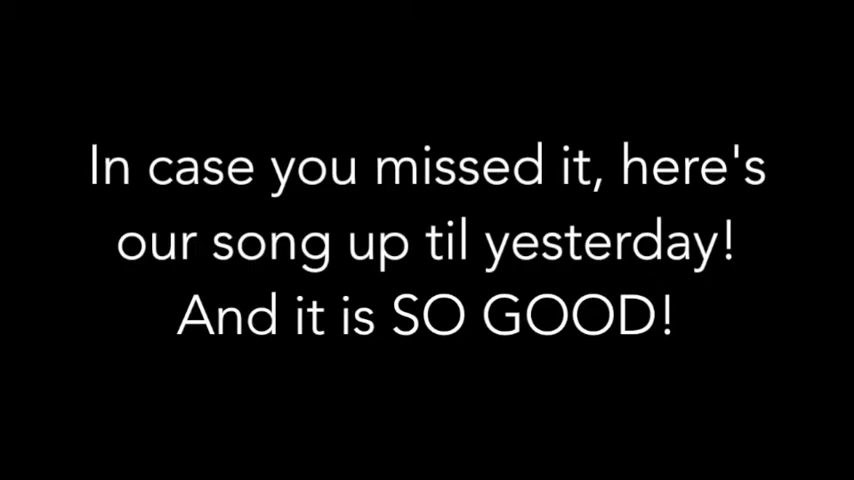 In case you missed it, here's
our song up til yesterday!
And it is SO GOOD!